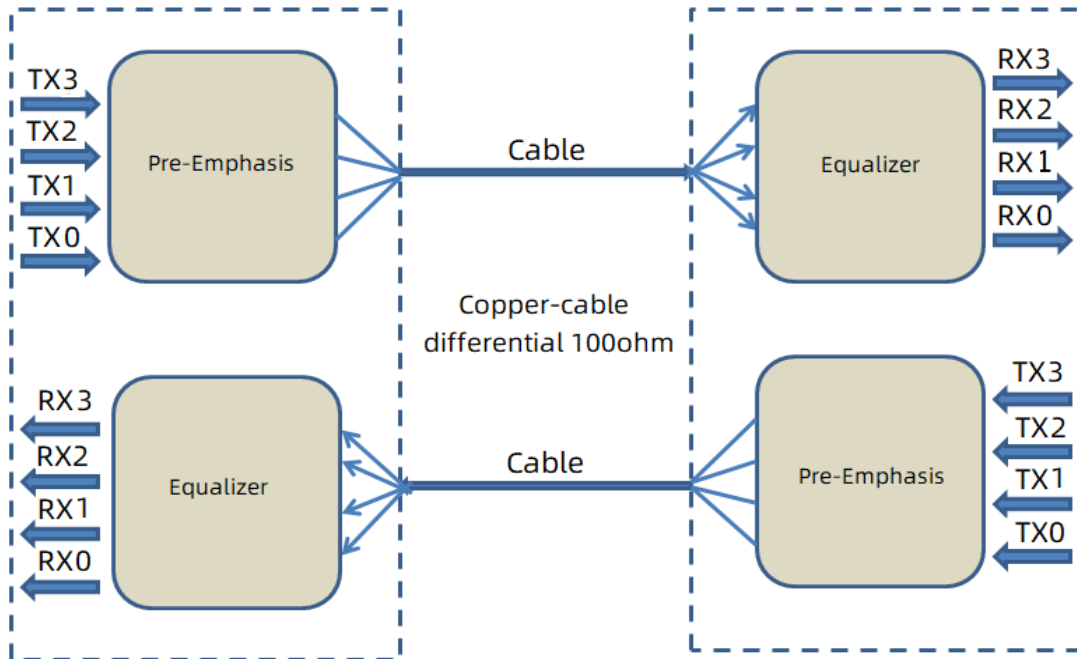 TX3
TX2
TX1
TX0
Pre-Emphasis
Cable
Equalizer
RX3
RX2
RX1
RX0
Copper-cable
differential 100ohm
RX3
RX2
RX1
RX0
Equalizer
Cable
Pre-Emphasis
TX3
TX2
TX1
TX0